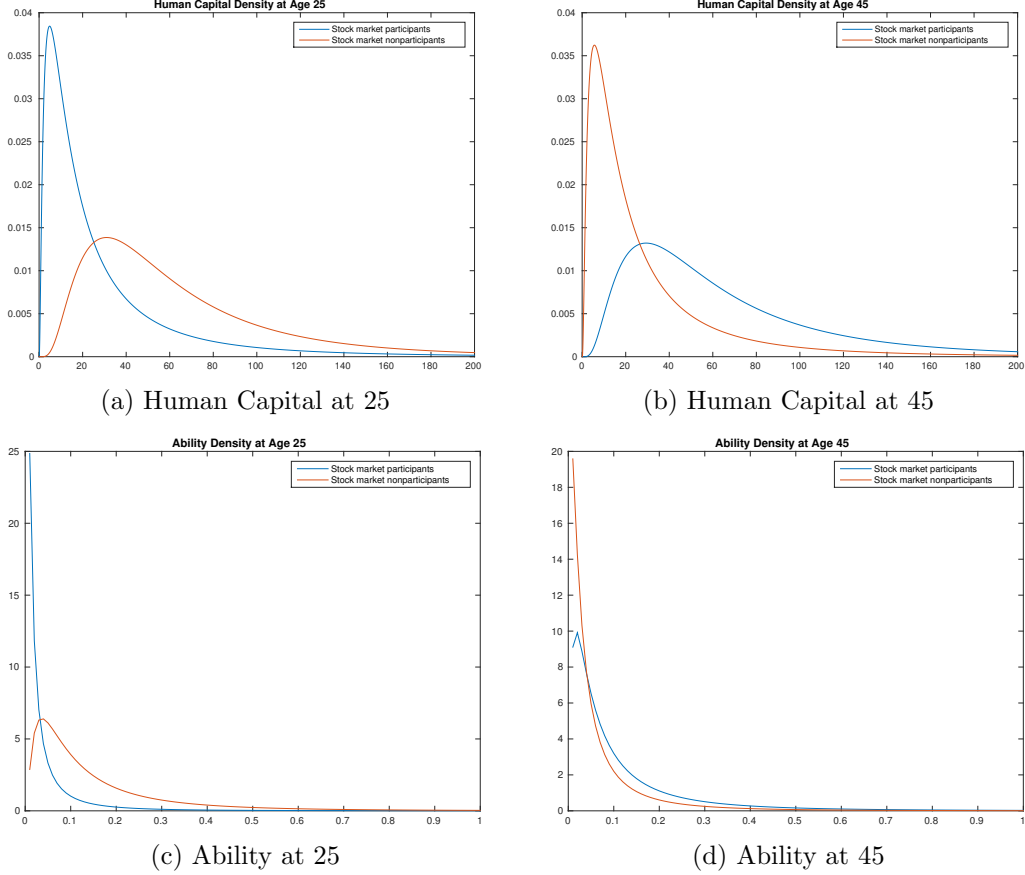 Human Capital Density at Age 25
0.04
0.035
0.03
0.025
0.02
0.015
0.01
0.005
0
0 20 40 60 80 100 120 140 160 180 200
Stock market participants
Stock market nonparticipants
(a) Human Capital at 25
Human Capital Density at Age 45
0.04
0.035
0.03
0.025
0.02
0.015
0.01
0.005
0
0 20 40 60 80 100 120 140 160 180 200
Stock market participants
Stock market nonparticipants
(b) Human Capital at 45
Ability Density at Age 25
25
20
15
10
5
0
0 0.1 0.2 0.3 0.4 0.5 0.6 0.7 0.8 0.9 1
Stock market participants
Stock market nonparticipants
(c) Ability at 25
Ability Density at Age 45
20
18
16
14
12
10
8
6
4
2
0
0 0.1 0.2 0.3 0.4 0.5 0.6 0.7 0.8 0.9 1
Stock market participants
Stock market nonparticipants
(d) Ability at 45